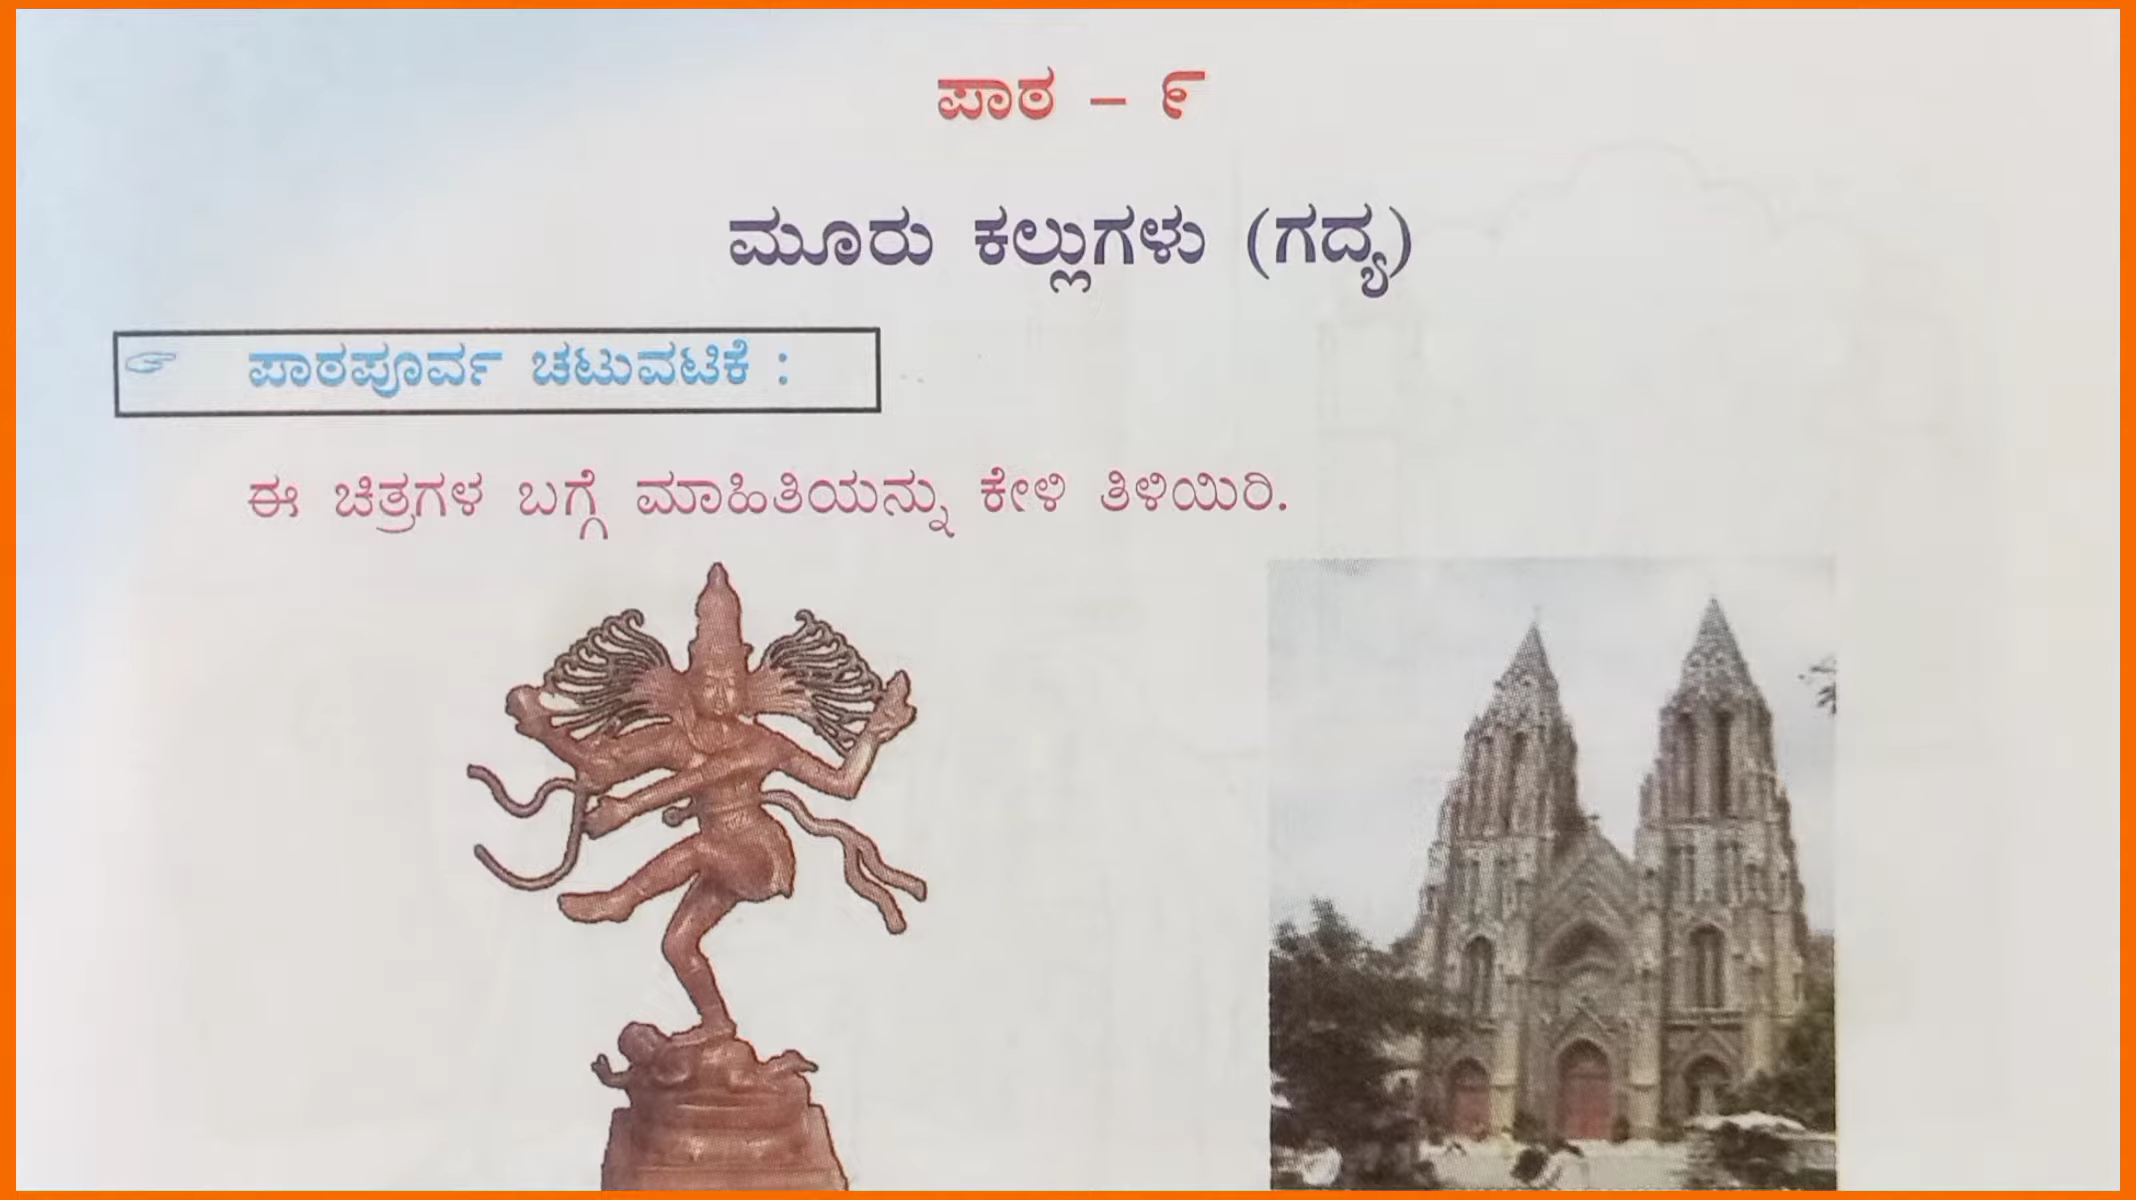 ಪಾಠ – ೯
ಮೂರು ಕಲ್ಲುಗಳು (ಗದ್ಯ)
☞ ಪಾಠಪೂರ್ವ ಚಟುವಟಿಕೆ :
ಈ ಚಿತ್ರಗಳ ಬಗ್ಗೆ ಮಾಹಿತಿಯನ್ನು ಕೇಳಿ ತಿಳಿಯಿರಿ.